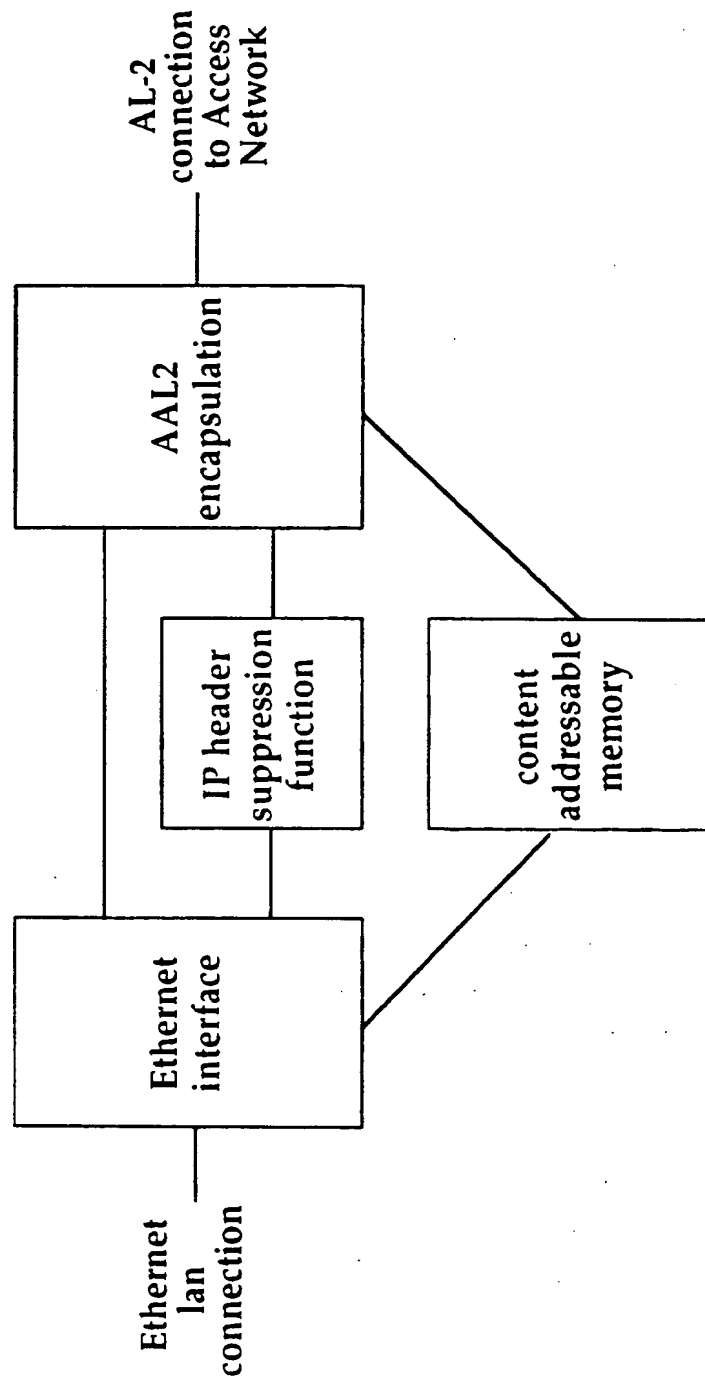 Ethernet
lan
connection
Ethernet
interface
IP header
suppression
function
content
addressable
memory
AAL2
encapsulation
AL-2
connection
to Access
Network